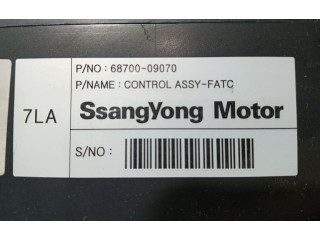 P/NO : 68700-09070
P/NAME : CONTROL ASSY-FATC
7LA
SsangYong Motor
S/NO :